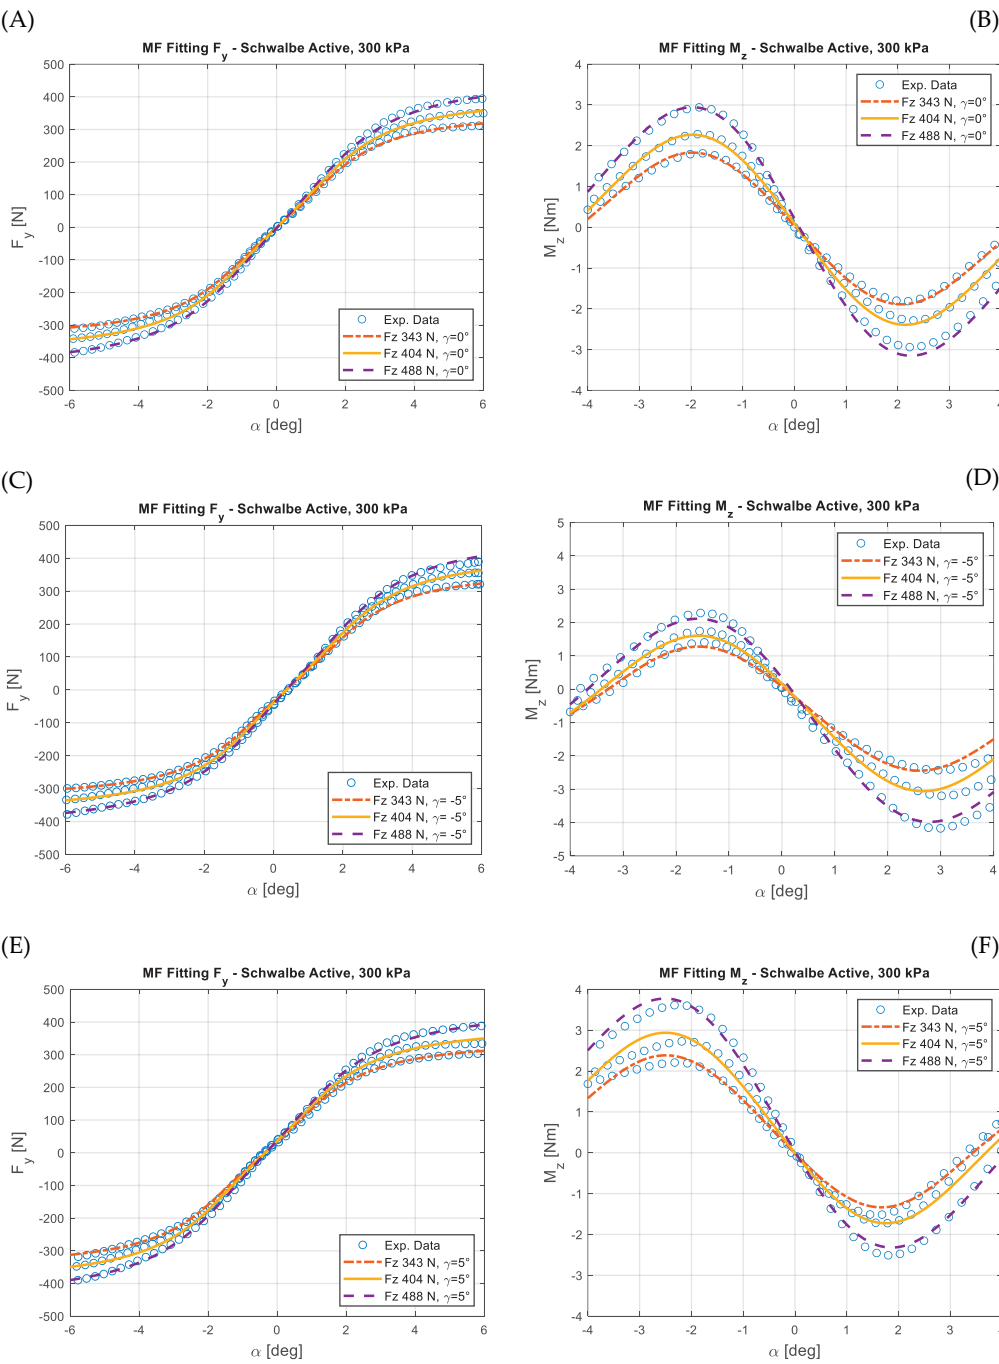 (A)
(B)
MF Fitting Fy - Schwalbe Active, 300 kPa
500
400
300
200
100
0
-100
-200
-300
-400
-500
Fy [N]
-6 -4 -2 0 2 4 6
α [deg]
Exp. Data
Fz 343 N, γ=0°
Fz 404 N, γ=0°
Fz 488 N, γ=0°
MF Fitting Mz - Schwalbe Active, 300 kPa
4
3
2
1
0
-1
-2
-3
-4
Mz [Nm]
-4 -3 -2 -1 0 1 2 3 4
α [deg]
Exp. Data
Fz 343 N, γ=0°
Fz 404 N, γ=0°
Fz 488 N, γ=0°
(C)
(D)
MF Fitting Fy - Schwalbe Active, 300 kPa
500
400
300
200
100
0
-100
-200
-300
-400
-500
Fy [N]
-6 -4 -2 0 2 4 6
α [deg]
Exp. Data
Fz 343 N, γ= -5°
Fz 404 N, γ= -5°
Fz 488 N, γ= -5°
MF Fitting Mz - Schwalbe Active, 300 kPa
5
4
3
2
1
0
-1
-2
-3
-4
-5
Mz [Nm]
-4 -3 -2 -1 0 1 2 3 4
α [deg]
Exp. Data
Fz 343 N, γ= -5°
Fz 404 N, γ= -5°
Fz 488 N, γ= -5°
(E)
(F)
MF Fitting Fy - Schwalbe Active, 300 kPa
500
400
300
200
100
0
-100
-200
-300
-400
-500
Fy [N]
-6 -4 -2 0 2 4 6
α [deg]
Exp. Data
Fz 343 N, γ=5°
Fz 404 N, γ=5°
Fz 488 N, γ=5°
MF Fitting Mz - Schwalbe Active, 300 kPa
4
3
2
1
0
-1
-2
-3
-4
Mz [Nm]
-4 -3 -2 -1 0 1 2 3 4
α [deg]
Exp. Data
Fz 343 N, γ=5°
Fz 404 N, γ=5°
Fz 488 N, γ=5°